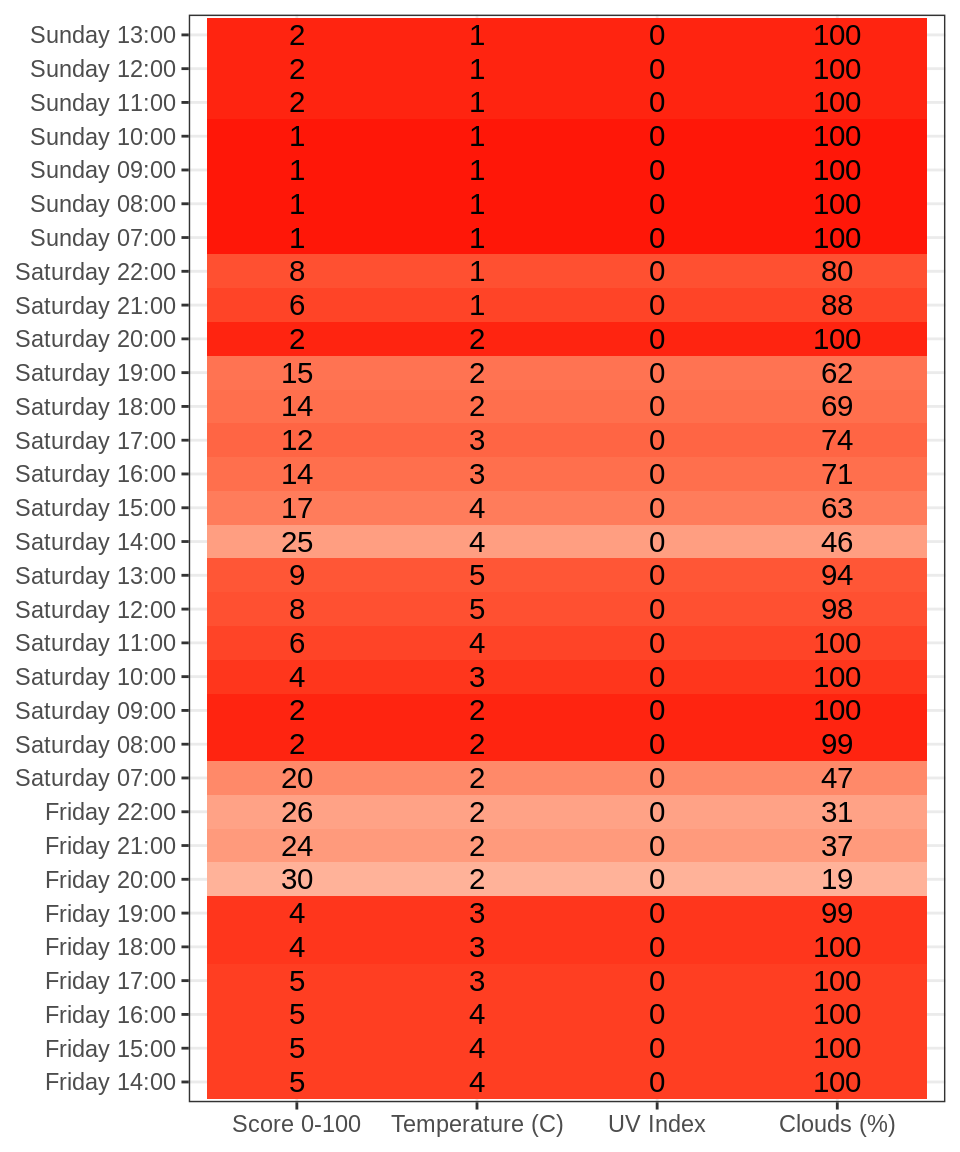 Sunday 13:00 2 1 0 100
Sunday 12:00 2 1 0 100
Sunday 11:00 2 1 0 100
Sunday 10:00 1 1 0 100
Sunday 09:00 1 1 0 100
Sunday 08:00 1 1 0 100
Sunday 07:00 1 1 0 100
Saturday 22:00 8 1 0 80
Saturday 21:00 6 1 0 88
Saturday 20:00 2 2 0 100
Saturday 19:00 15 2 0 62
Saturday 18:00 14 2 0 69
Saturday 17:00 12 3 0 74
Saturday 16:00 14 3 0 71
Saturday 15:00 17 4 0 63
Saturday 14:00 25 4 0 46
Saturday 13:00 9 5 0 94
Saturday 12:00 8 5 0 98
Saturday 11:00 6 4 0 100
Saturday 10:00 4 3 0 100
Saturday 09:00 2 2 0 100
Saturday 08:00 2 2 0 99
Saturday 07:00 20 2 0 47
Friday 22:00 26 2 0 31
Friday 21:00 24 2 0 37
Friday 20:00 30 2 0 19
Friday 19:00 4 3 0 99
Friday 18:00 4 3 0 100
Friday 17:00 5 3 0 100
Friday 16:00 5 4 0 100
Friday 15:00 5 4 0 100
Friday 14:00 5 4 0 100
Score 0-100 Temperature (C) UV Index Clouds (%)